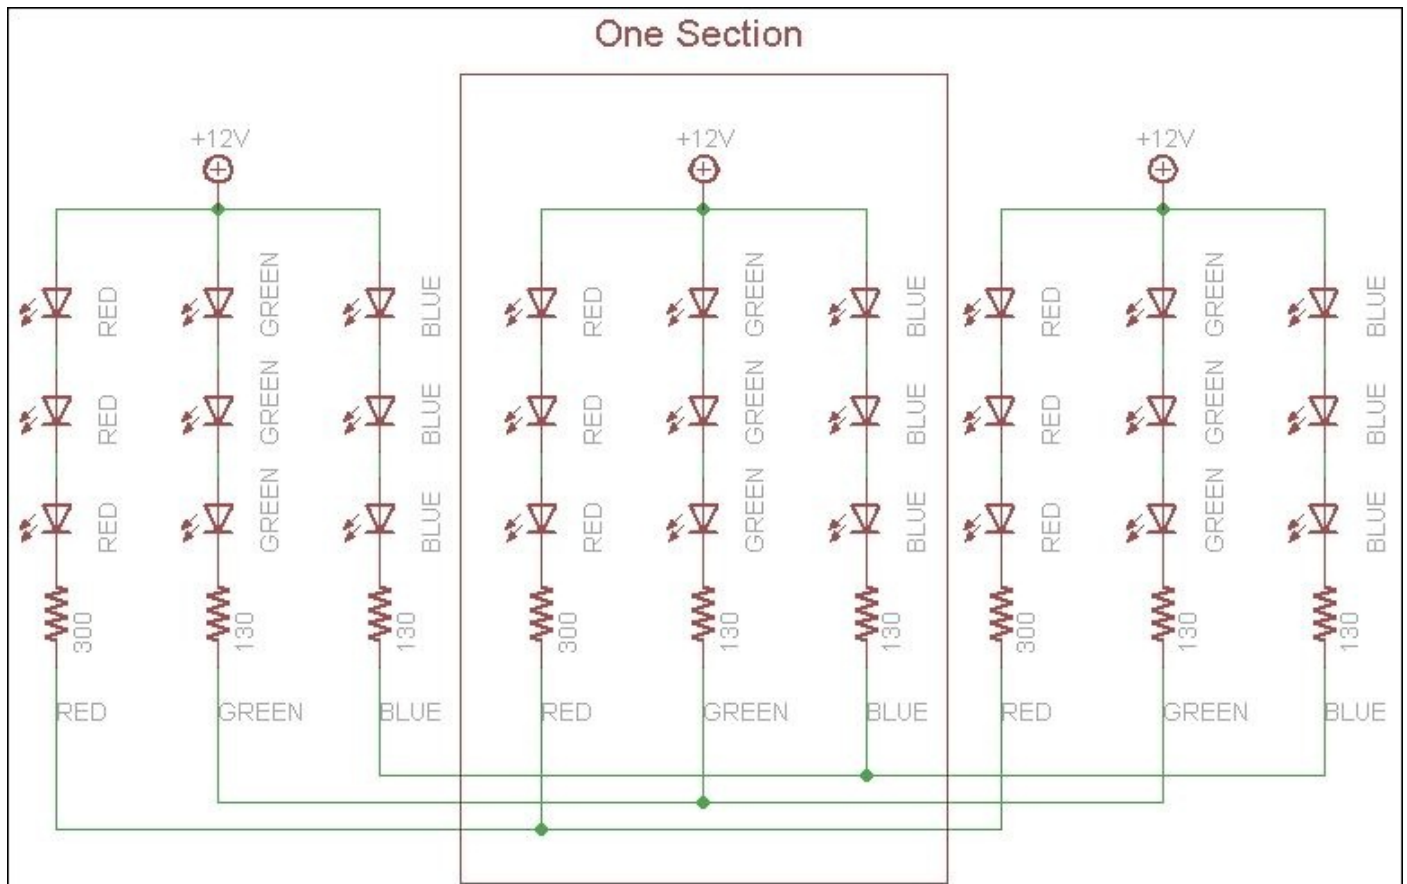 One Section
+12V
+12V
+12V
RED
GREEN
BLUE
RED
GREEN
BLUE
RED
GREEN
BLUE
RED
GREEN
BLUE
RED
GREEN
BLUE
RED
GREEN
BLUE
RED
GREEN
BLUE
RED
GREEN
BLUE
RED
GREEN
BLUE
300
130
130
300
130
130
300
130
130
RED
GREEN
BLUE
RED
GREEN
BLUE
RED
GREEN
BLUE